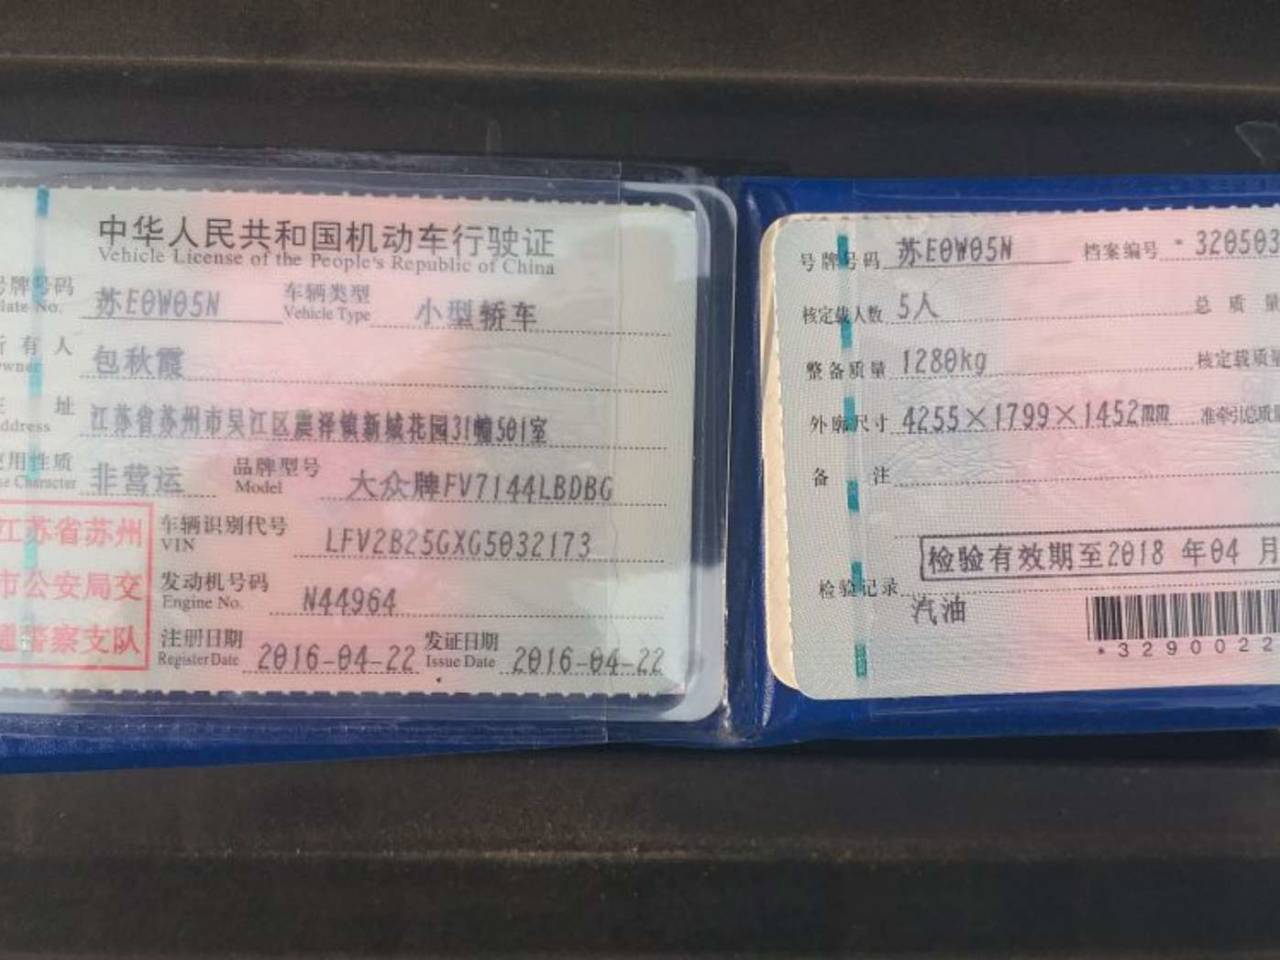 中华人民共和国机动车行驶证
Vehicle License of the People's Republic of China
号牌号码 苏E0W05N 车辆类型 小型轿车
late No. Vehicle Type
所有人 包秋霞
wner
住 址 江苏省苏州市吴江区震泽镇新城花园31幢501室
ddress
使用性质 非营运 品牌型号 大众牌FV7144LBDBG
se Character Model
江苏省苏州
市公安局交
通警察支队
车辆识别代号 LFV2B25GXG5032173
VIN
发动机号码 N44964
Engine No.
注册日期 2016-04-22 发证日期 2016-04-22
Register Date Issue Date
号牌号码 苏E0W05N 档案编号 320503
核定载人数 5人 总 质 量
整备质量 1280kg 核定载质量
外廓尺寸 4255×1799×1452mm 准牵引总质
备 注
检验有效期至2018 年04 月
检验记录
汽油
*3290022